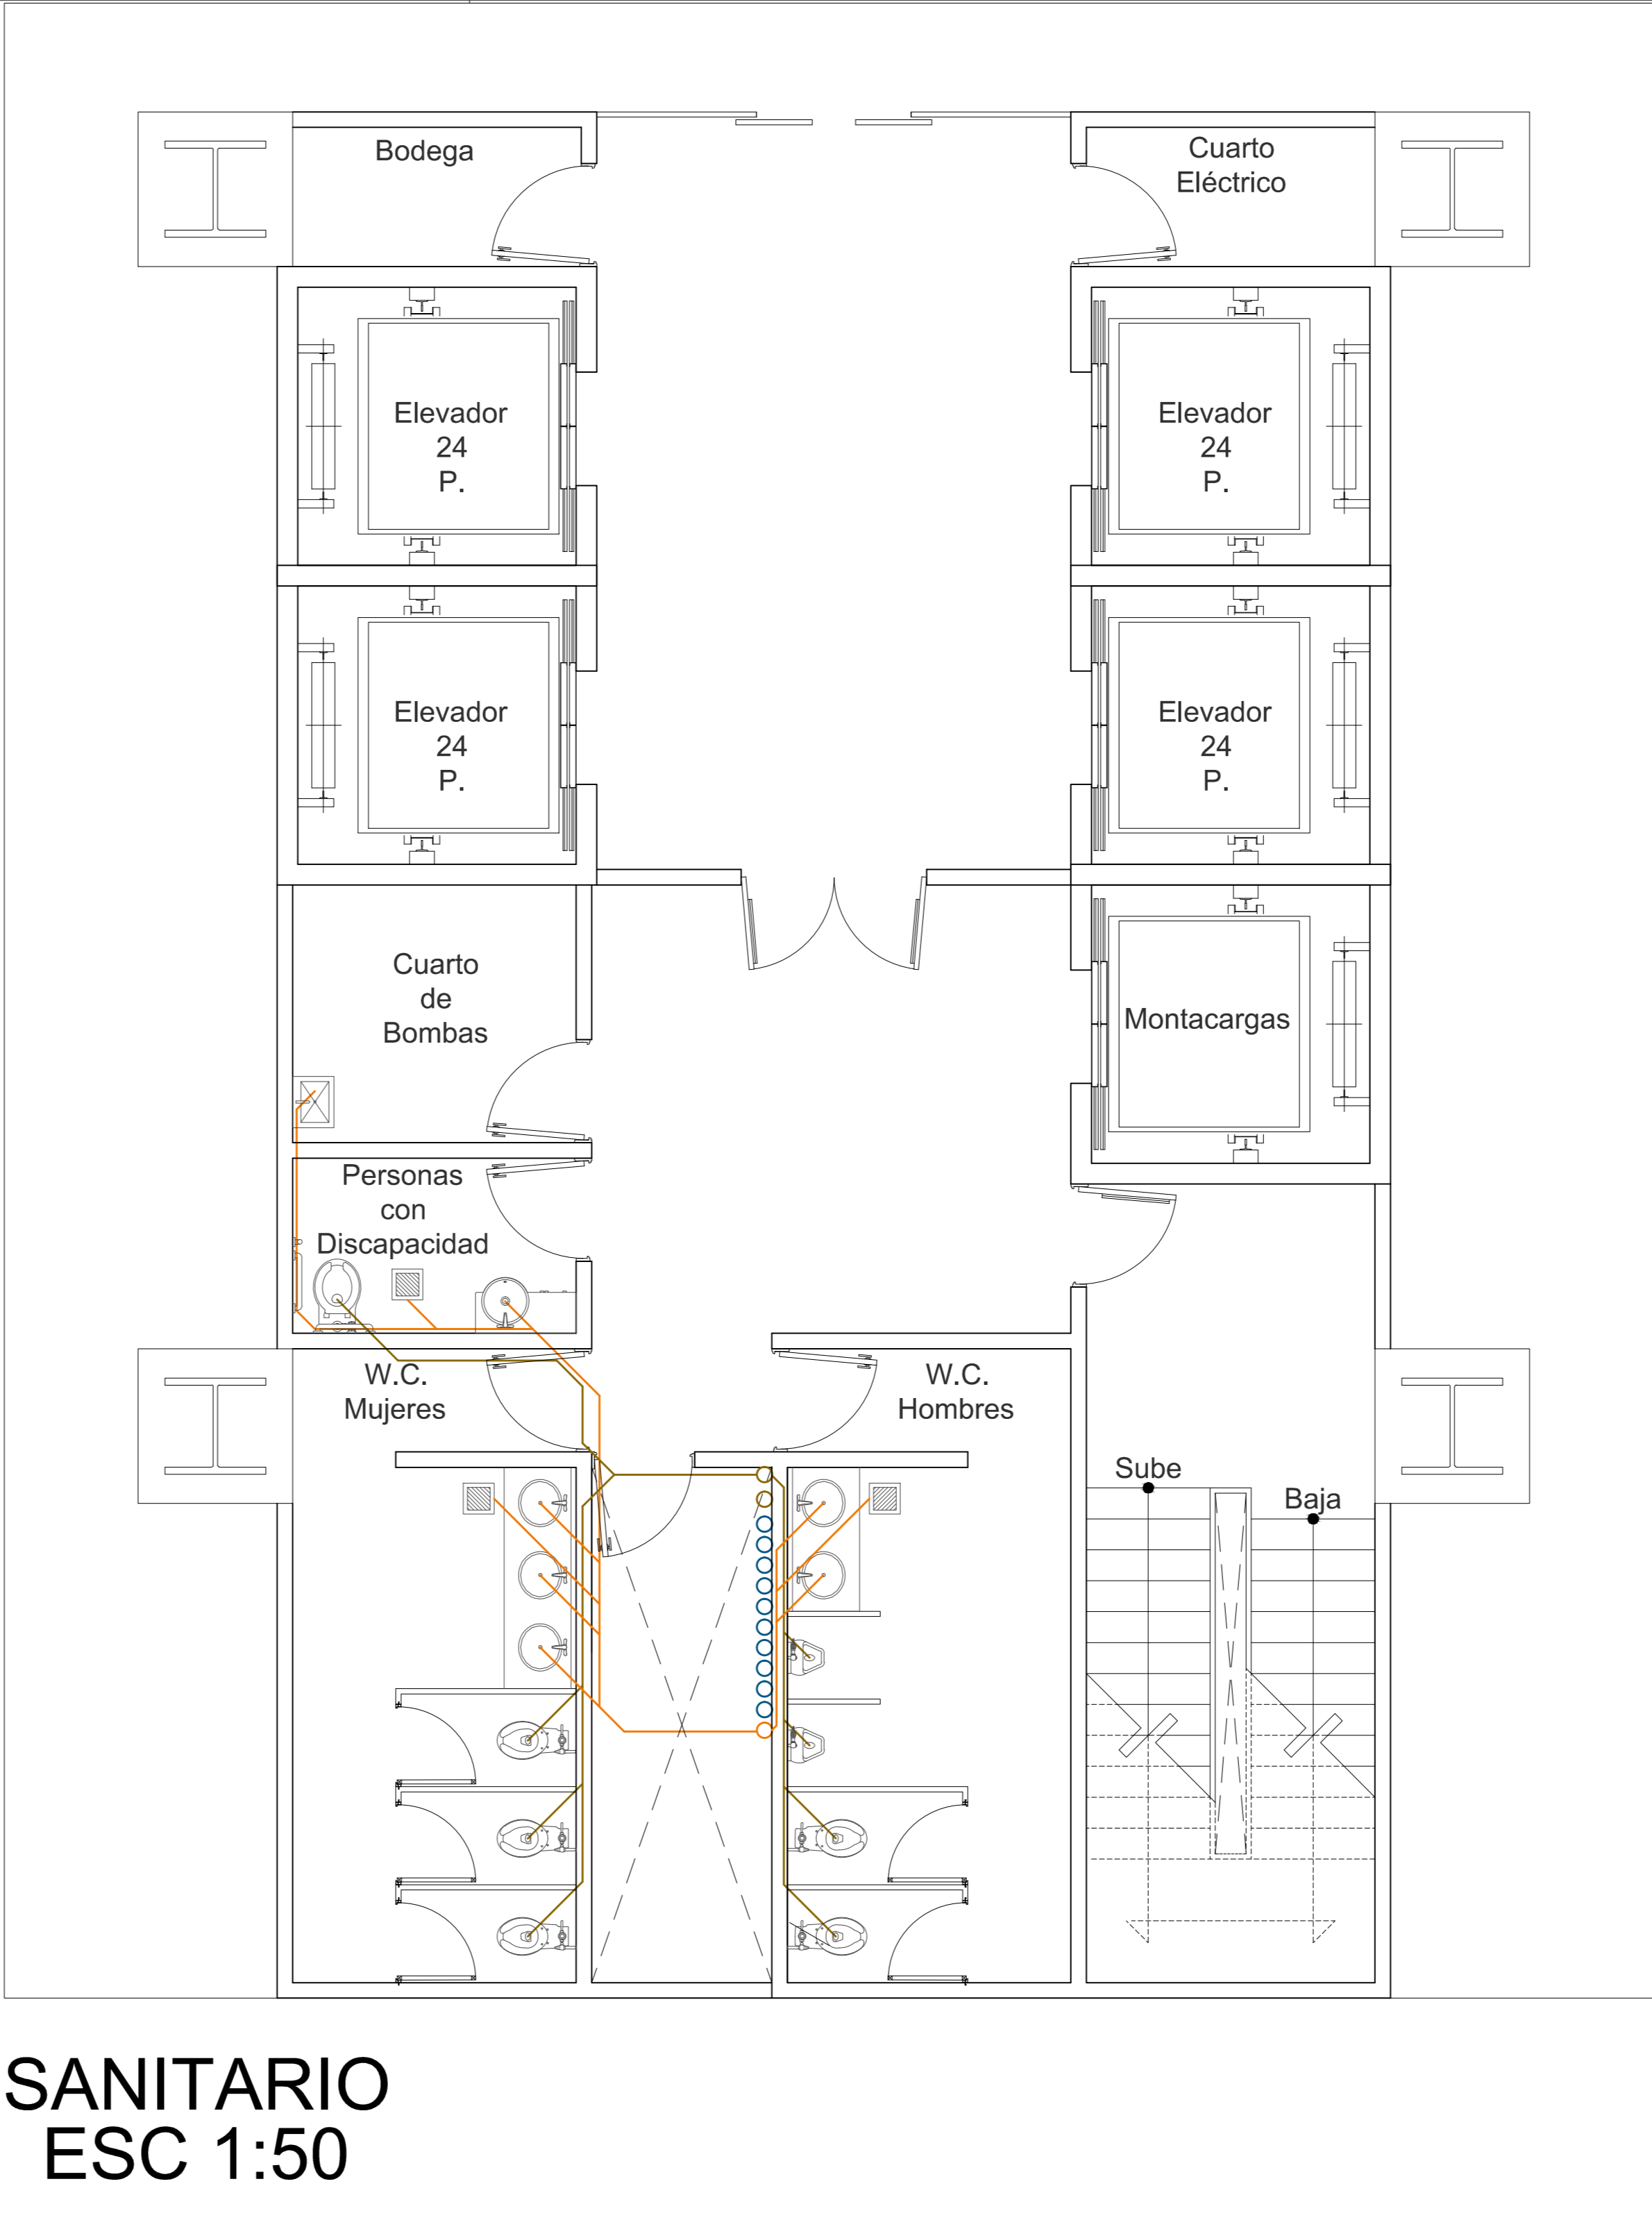 Bodega
Cuarto
Eléctrico
Elevador
24
P.
Elevador
24
P.
Elevador
24
P.
Elevador
24
P.
Cuarto
de
Bombas
Montacargas
Personas
con
Discapacidad
W.C.
Mujeres
W.C.
Hombres
Sube
Baja
SANITARIO
ESC 1:50